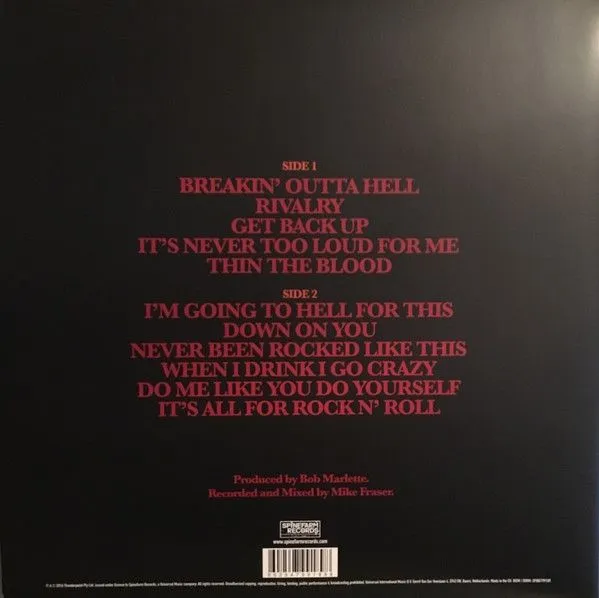 SIDE 1
BREAKIN' OUTTA HELL
RIVALRY
GET BACK UP
IT'S NEVER TOO LOUD FOR ME
THIN THE BLOOD
SIDE 2
I'M GOING TO HELL FOR THIS
DOWN ON YOU
NEVER BEEN ROCKED LIKE THIS
WHEN I DRINK I GO CRAZY
DO ME LIKE YOU DO YOURSELF
IT'S ALL FOR ROCK N' ROLL
Produced by Bob Marlette.
Recorded and Mixed by Mike Fraser.
SPINEFARM
RECORDS
www.spinefarmrecords.com